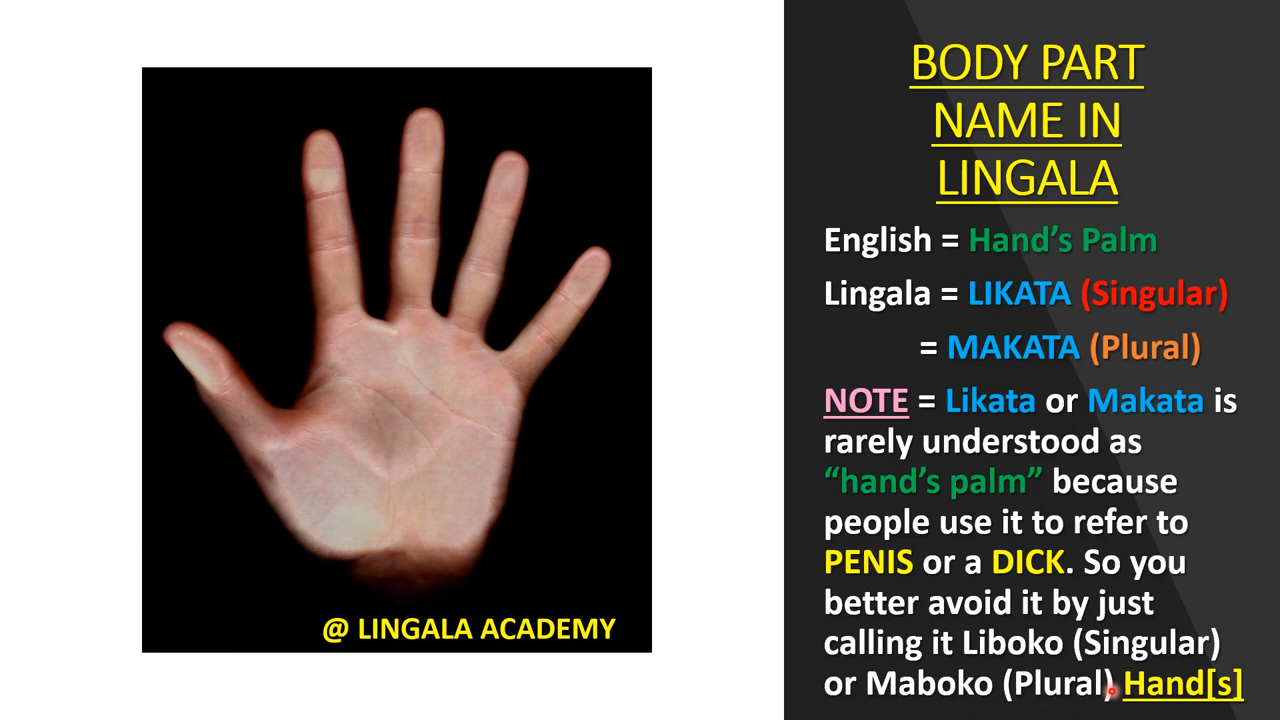 BODY PART
NAME IN
LINGALA
English = Hand’s Palm
Lingala = LIKATA (Singular)
= MAKATA (Plural)
NOTE = Likata or Makata is
rarely understood as
“hand’s palm” because
people use it to refer to
PENIS or a DICK. So you
better avoid it by just
calling it Liboko (Singular)
or Maboko (Plural) Hand[s]
@ LINGALA ACADEMY